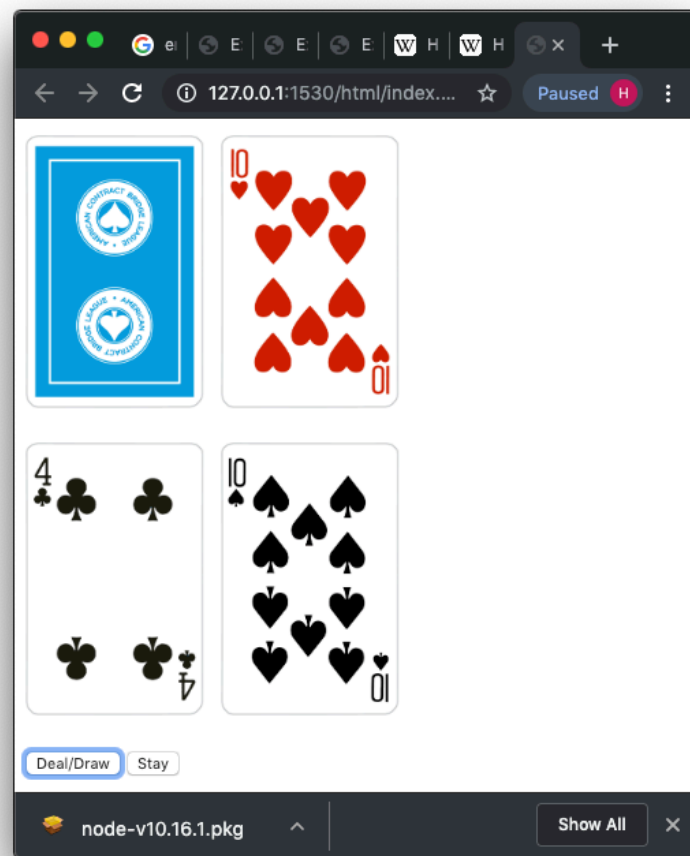 e
E
E
E
H
H
127.0.0.1:1530/html/index....
Paused H
AMERICAN CONTRACT BRIDGE LEAGUE •
AMERICAN CONTRACT BRIDGE LEAGUE •
10
10
4
10
4
10
Deal/Draw Stay
node-v10.16.1.pkg
Show All